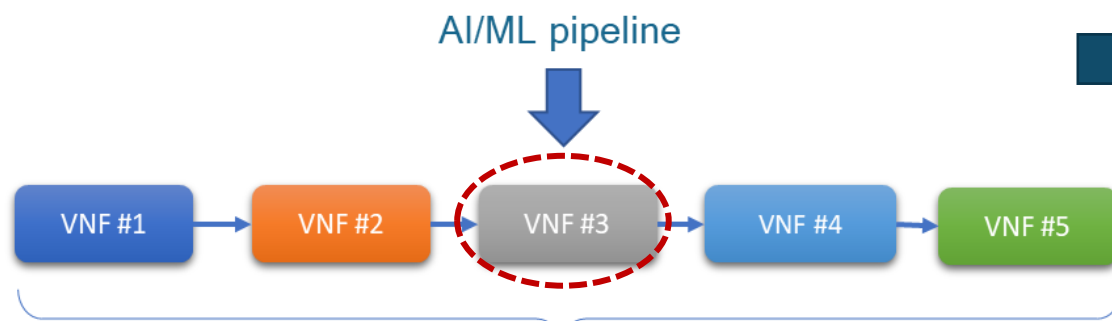 AI/ML pipeline
VNF #1
VNF #2
VNF #3
VNF #4
VNF #5